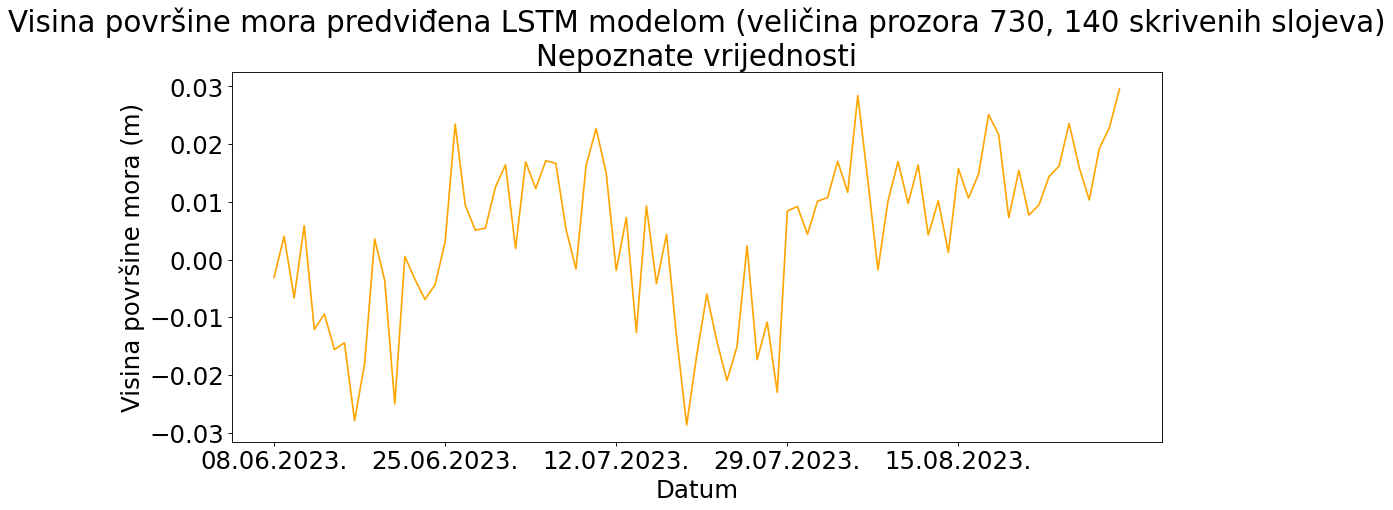 Visina površine mora predviđena LSTM modelom (veličina prozora 730, 140 skrivenih slojeva)
Nepoznate vrijednosti
Visina površine mora (m)
0.03
0.02
0.01
0.00
−0.01
−0.02
−0.03
08.06.2023. 25.06.2023. 12.07.2023. 29.07.2023. 15.08.2023.
Datum